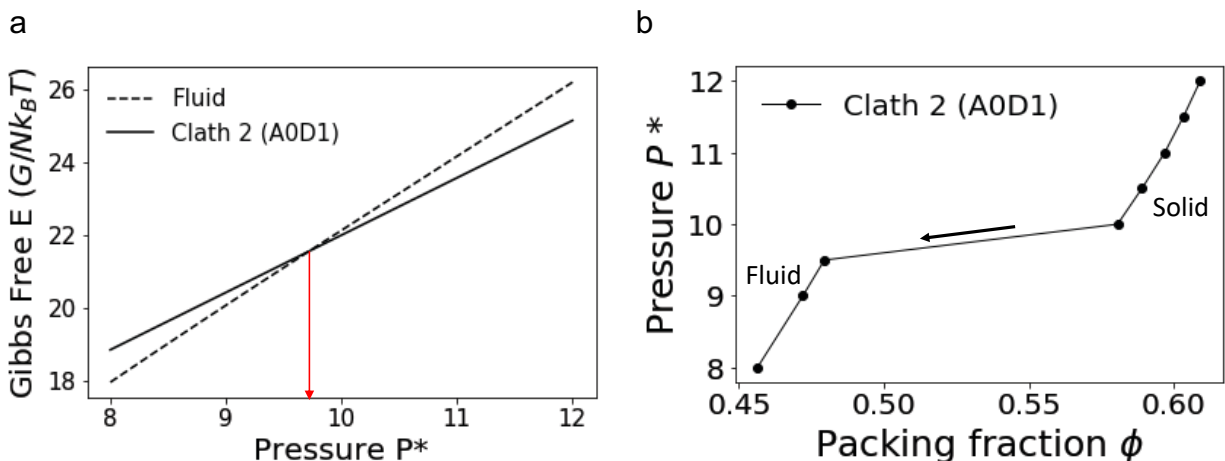 a
Gibbs Free E (G/Nk_BT)
26
24
22
20
18
Fluid
Clath 2 (A0D1)
8
9
10
11
12
Pressure P*
b
Pressure P*
12
11
10
9
8
Clath 2 (A0D1)
Solid
Fluid
0.45
0.50
0.55
0.60
Packing fraction ϕ